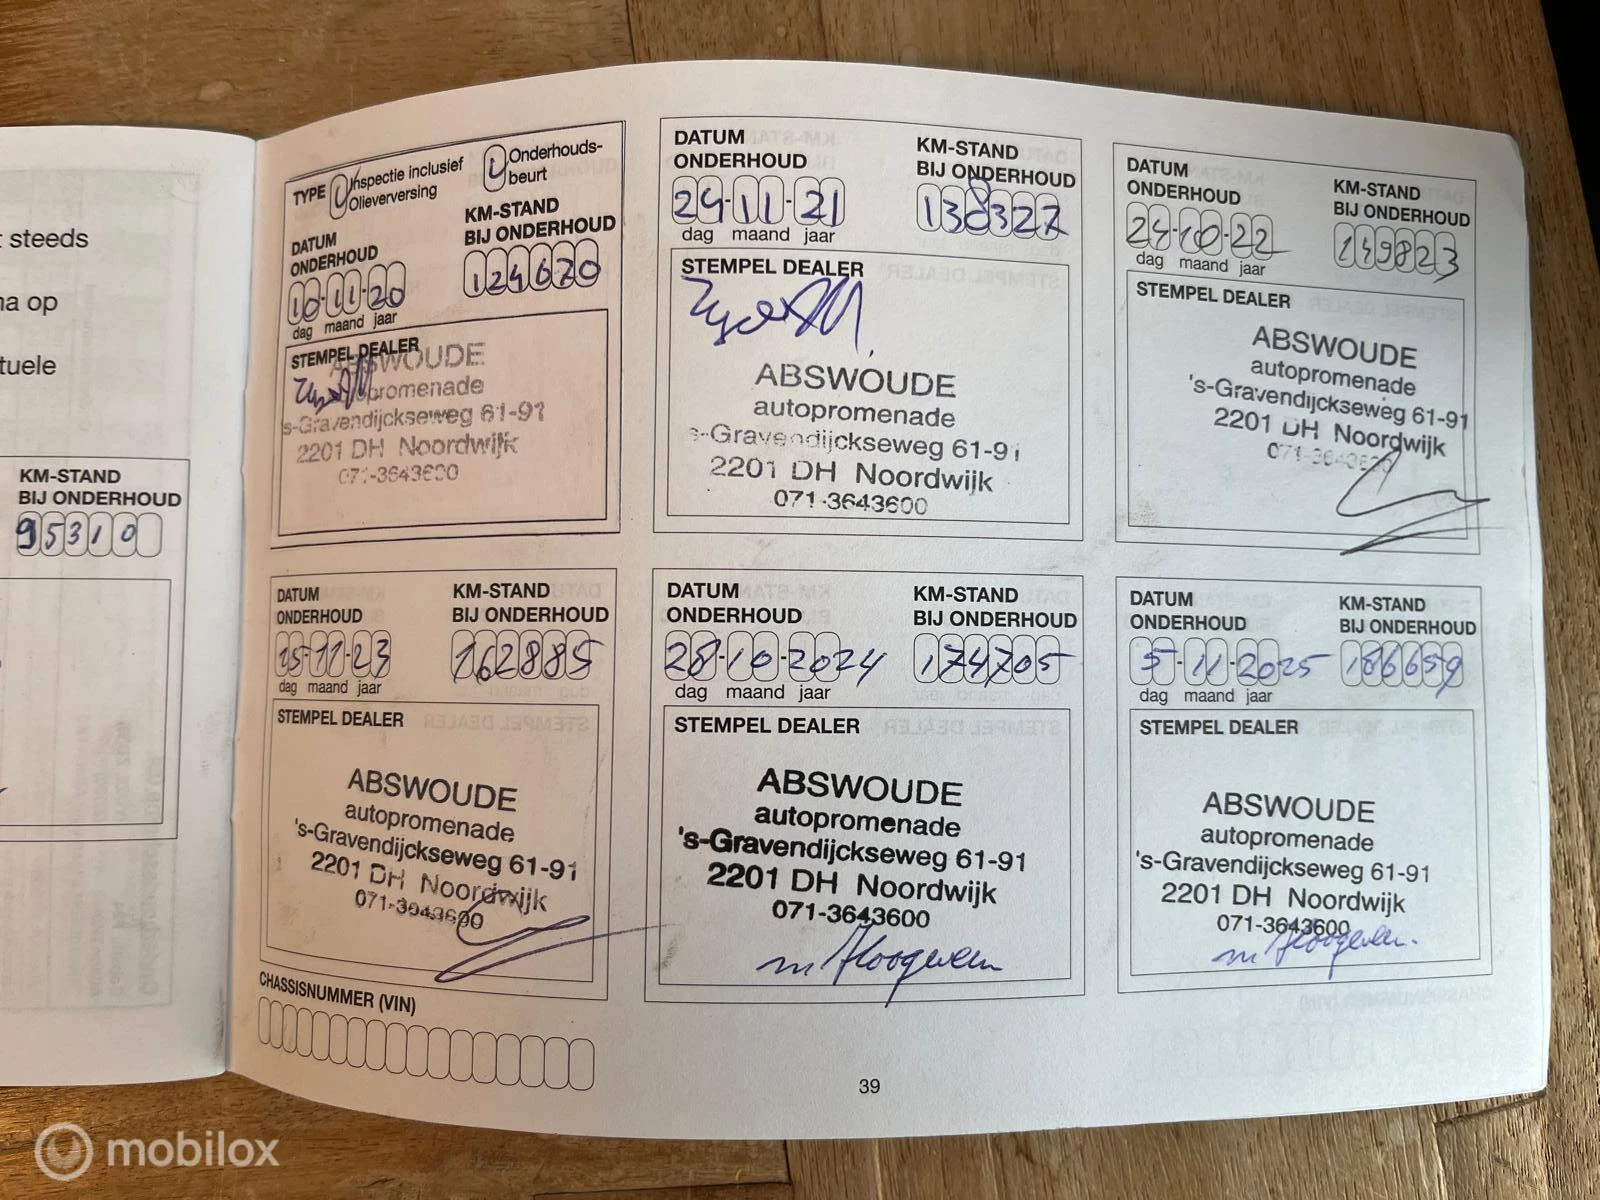 steeds
na op
tuele
KM-STAND
BIJ ONDERHOUD
95310
TYPE Inspectie inclusief
Olieverversing
Onderhouds-
beurt
DATUM
ONDERHOUD
10-11-20
dag maand jaar
KM-STAND
BIJ ONDERHOUD
124670
STEMPEL DEALER
ABSWOUDE
autopromenade
's-Gravendijckseweg 61-91
2201 DH Noordwijk
071-3643600
DATUM
ONDERHOUD
24-11-21
dag maand jaar
KM-STAND
BIJ ONDERHOUD
138327
STEMPEL DEALER
ABSWOUDE
autopromenade
's-Gravendijckseweg 61-91
2201 DH Noordwijk
071-3643600
DATUM
ONDERHOUD
24-10-22
dag maand jaar
KM-STAND
BIJ ONDERHOUD
149823
STEMPEL DEALER
ABSWOUDE
autopromenade
's-Gravendijckseweg 61-91
2201 DH Noordwijk
071-3643600
DATUM
ONDERHOUD
15-11-23
dag maand jaar
KM-STAND
BIJ ONDERHOUD
162885
STEMPEL DEALER
ABSWOUDE
autopromenade
's-Gravendijckseweg 61-91
2201 DH Noordwijk
071-3643600
CHASSISNUMMER (VIN)
DATUM
ONDERHOUD
28-10-2024
dag maand jaar
KM-STAND
BIJ ONDERHOUD
174705
STEMPEL DEALER
ABSWOUDE
autopromenade
's-Gravendijckseweg 61-91
2201 DH Noordwijk
071-3643600
DATUM
ONDERHOUD
5-11-2025
dag maand jaar
KM-STAND
BIJ ONDERHOUD
186659
STEMPEL DEALER
ABSWOUDE
autopromenade
's-Gravendijckseweg 61-91
2201 DH Noordwijk
071-3643600
39
mobilox